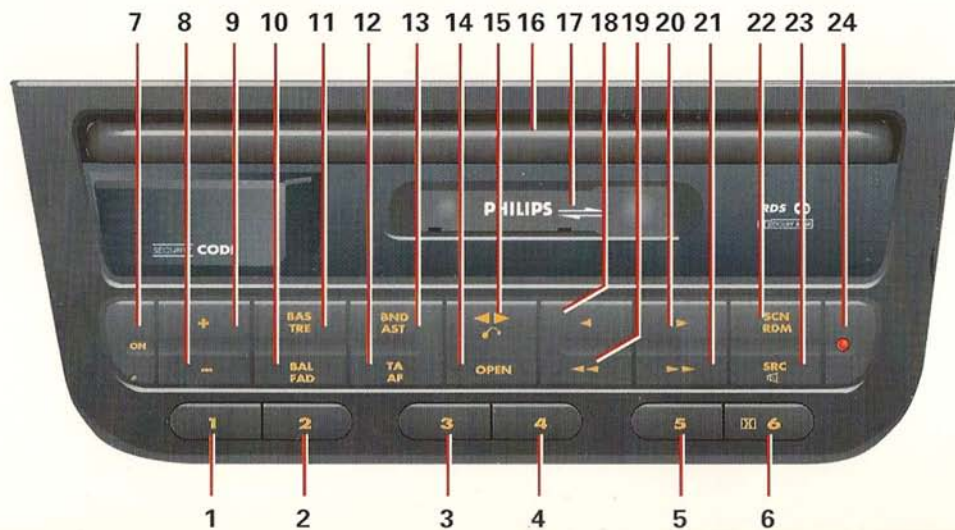 7 8 9 10 11 12 13 14 15 16 17 18 19 20 21 22 23 24
PHILIPS
RDS
SECURITY CODE
ON
+
BAS
TRE
BND
AST
SCN
RDM
−
BAL
FAD
TA
AF
OPEN
SRC
1 2 3 4 5 6
1 2 3 4 5 6